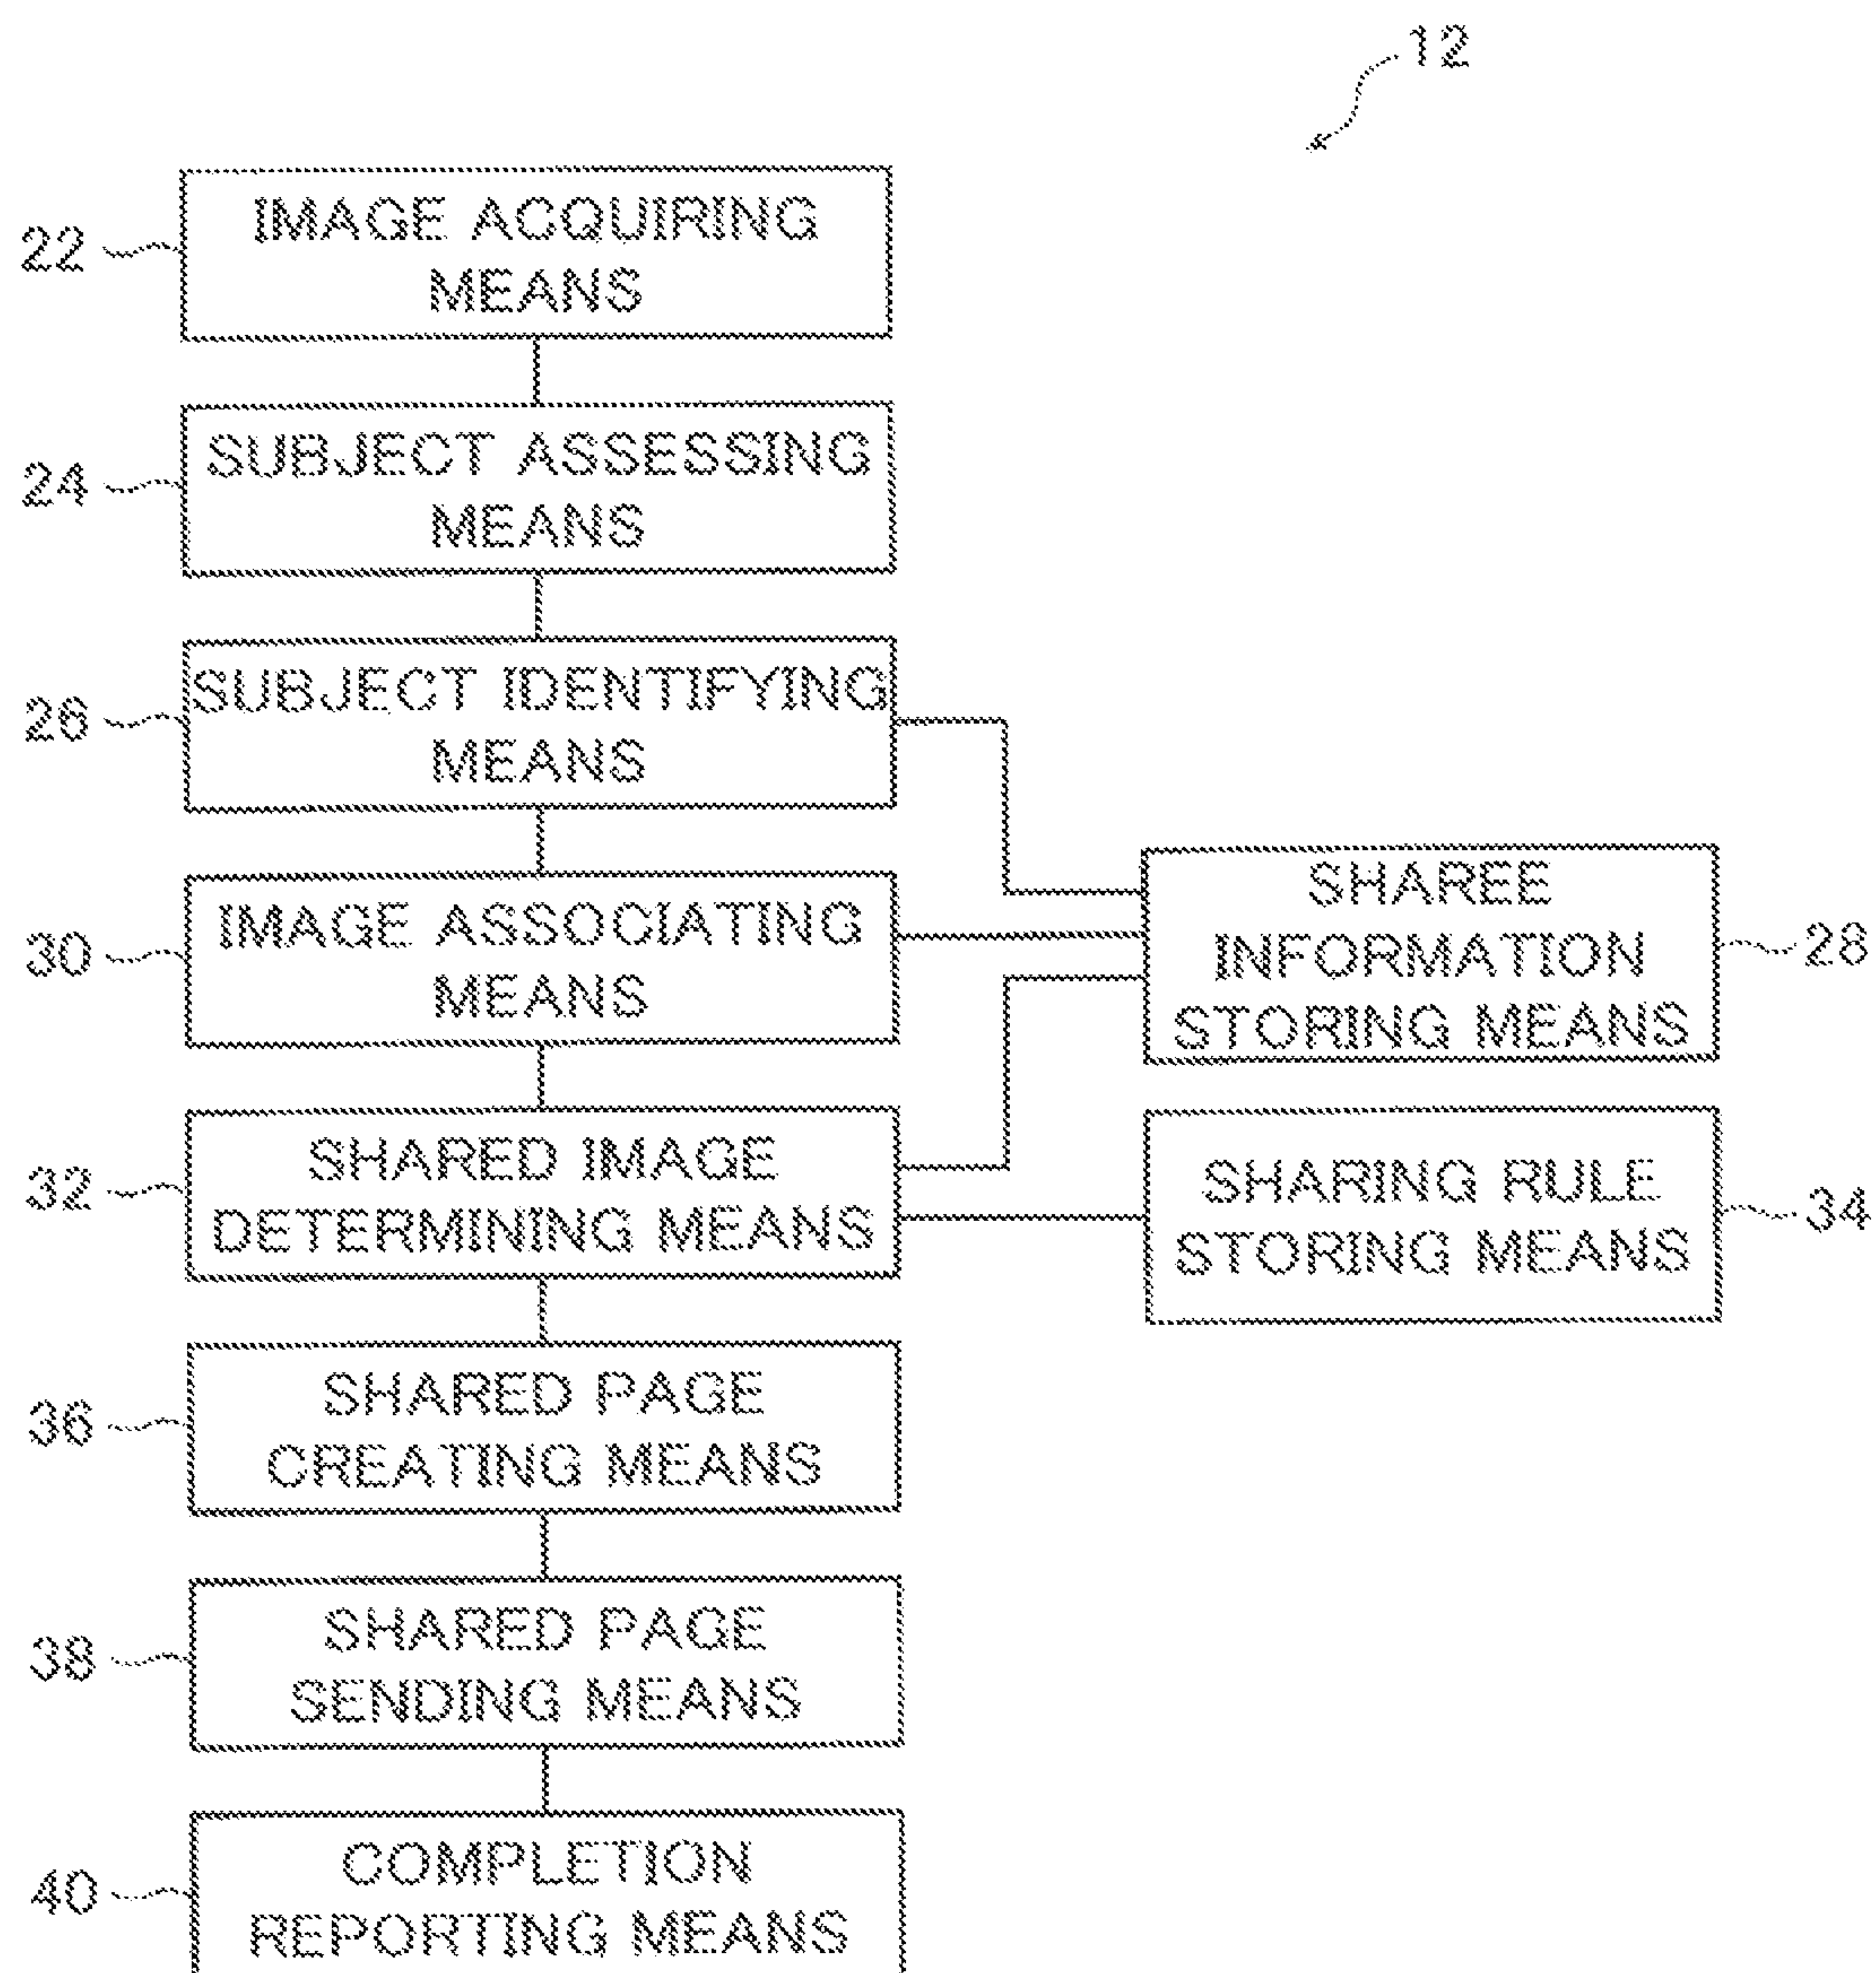 12
22
IMAGE ACQUIRING
MEANS
24
SUBJECT ASSESSING
MEANS
26
SUBJECT IDENTIFYING
MEANS
30
IMAGE ASSOCIATING
MEANS
SHAREE
INFORMATION
STORING MEANS
28
32
SHARED IMAGE
DETERMINING MEANS
SHARING RULE
STORING MEANS
34
36
SHARED PAGE
CREATING MEANS
38
SHARED PAGE
SENDING MEANS
40
COMPLETION
REPORTING MEANS